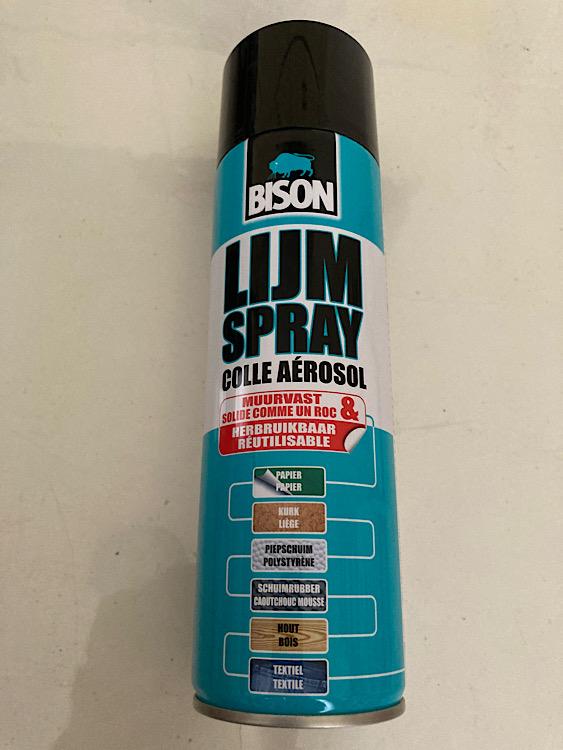 BISON
LIJM
SPRAY
COLLE AÉROSOL
MUURVAST
SOLIDE COMME UN ROC &
HERBRUIKBAAR
RÉUTILISABLE
PAPIER
PAPIER
KURK
LIÈGE
PIEPSCHUIM
POLYSTYRÈNE
SCHUIMRUBBER
CAOUTCHOUC MOUSSE
HOUT
BOIS
TEXTIEL
TEXTILE